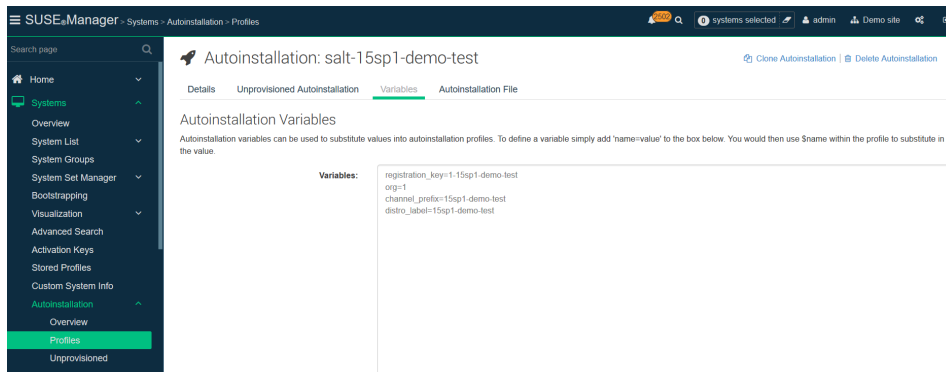 SUSE®Manager > Systems > Autoinstallation > Profiles
2502
0 systems selected
admin
Demo site
Search page
Home
Systems
Overview
System List
System Groups
System Set Manager
Bootstrapping
Visualization
Advanced Search
Activation Keys
Stored Profiles
Custom System Info
Autoinstallation
Overview
Profiles
Unprovisioned
Autoinstallation: salt-15sp1-demo-test
Clone Autoinstallation | Delete Autoinstallation
Details Unprovisioned Autoinstallation Variables Autoinstallation File
Autoinstallation Variables
Autoinstallation variables can be used to substitute values into autoinstallation profiles. To define a variable simply add 'name=value' to the box below. You would then use $name within the profile to substitute in
the value.
Variables:
registration_key=1-15sp1-demo-test
org=1
channel_prefix=15sp1-demo-test
distro_label=15sp1-demo-test